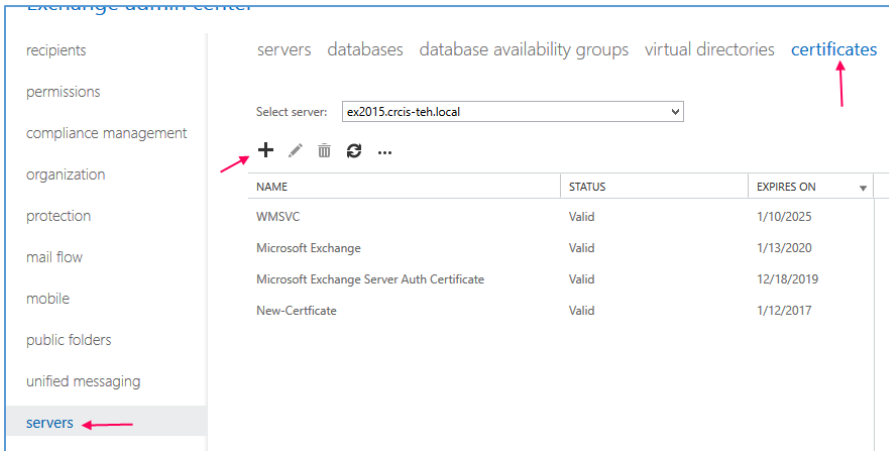 Exchange admin center
recipients
permissions
compliance management
organization
protection
mail flow
mobile
public folders
unified messaging
servers
servers databases database availability groups virtual directories certificates
Select server: ex2015.crcis-teh.local
NAME STATUS EXPIRES ON
WMSVC Valid 1/10/2025
Microsoft Exchange Valid 1/13/2020
Microsoft Exchange Server Auth Certificate Valid 12/18/2019
New-Certficate Valid 1/12/2017